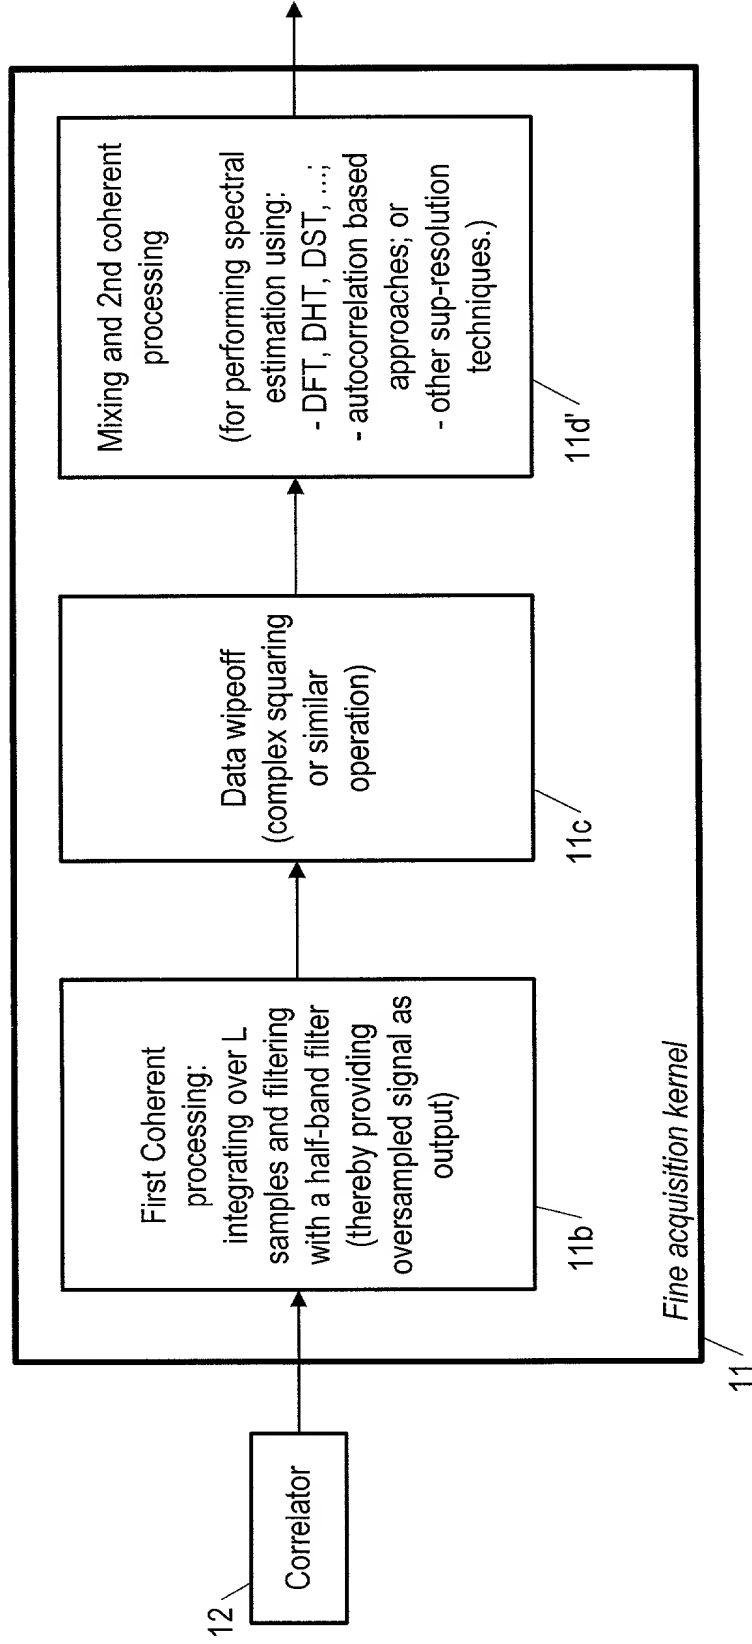 12
Correlator
First Coherent
processing:
integrating over L
samples and filtering
with a half-band filter
(thereby providing
oversampled signal as
output)
11b
Data wipeoff
(complex squaring
or similar
operation)
11c
Mixing and 2nd coherent
processing
(for performing spectral
estimation using:
- DFT, DHT, DST, ...;
- autocorrelation based
approaches; or
- other sup-resolution
techniques.)
11d'
Fine acquisition kernel
11